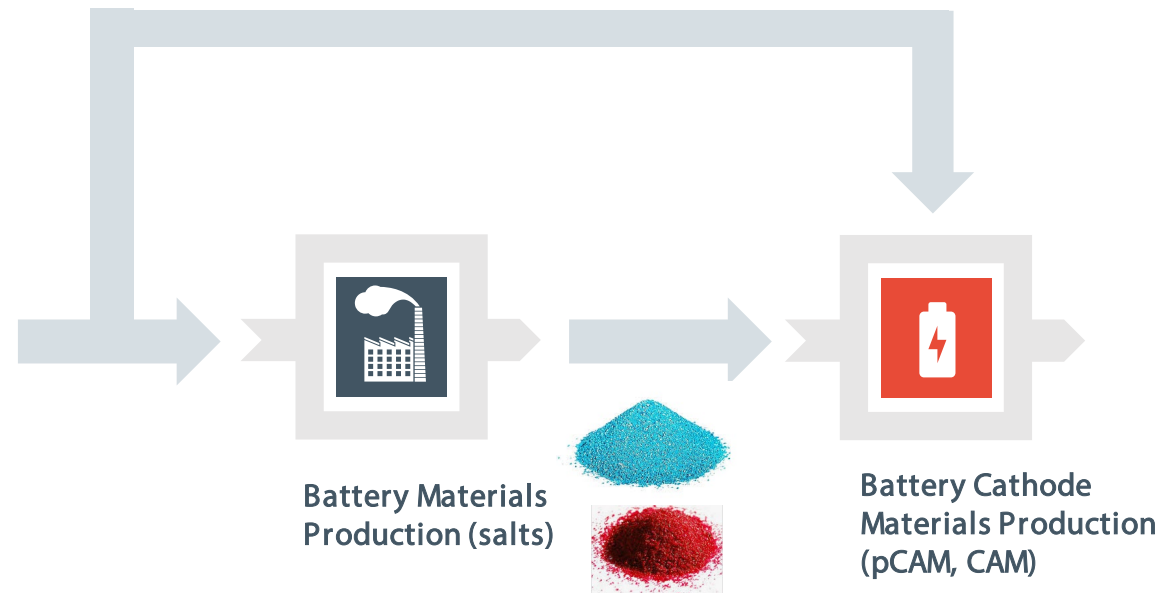 Battery Materials
Production (salts)
Battery Cathode
Materials Production
(pCAM, CAM)